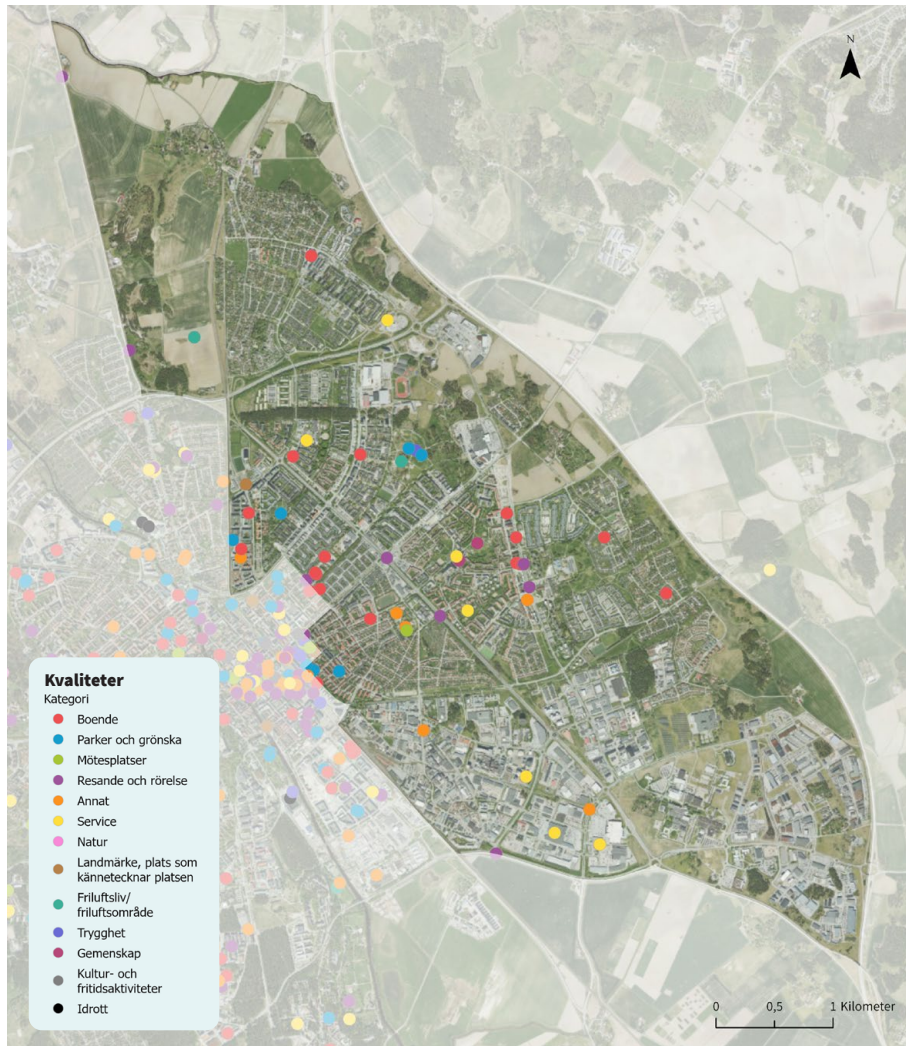 N
Kvaliteter
Kategori
Boende
Parker och grönska
Mötesplatser
Resande och rörelse
Annat
Service
Natur
Landmärke, plats som
kännetecknar platsen
Friluftsliv/
friluftsområde
Trygghet
Gemenskap
Kultur- och
fritidsaktiviteter
Idrott
0 0,5 1 Kilometer